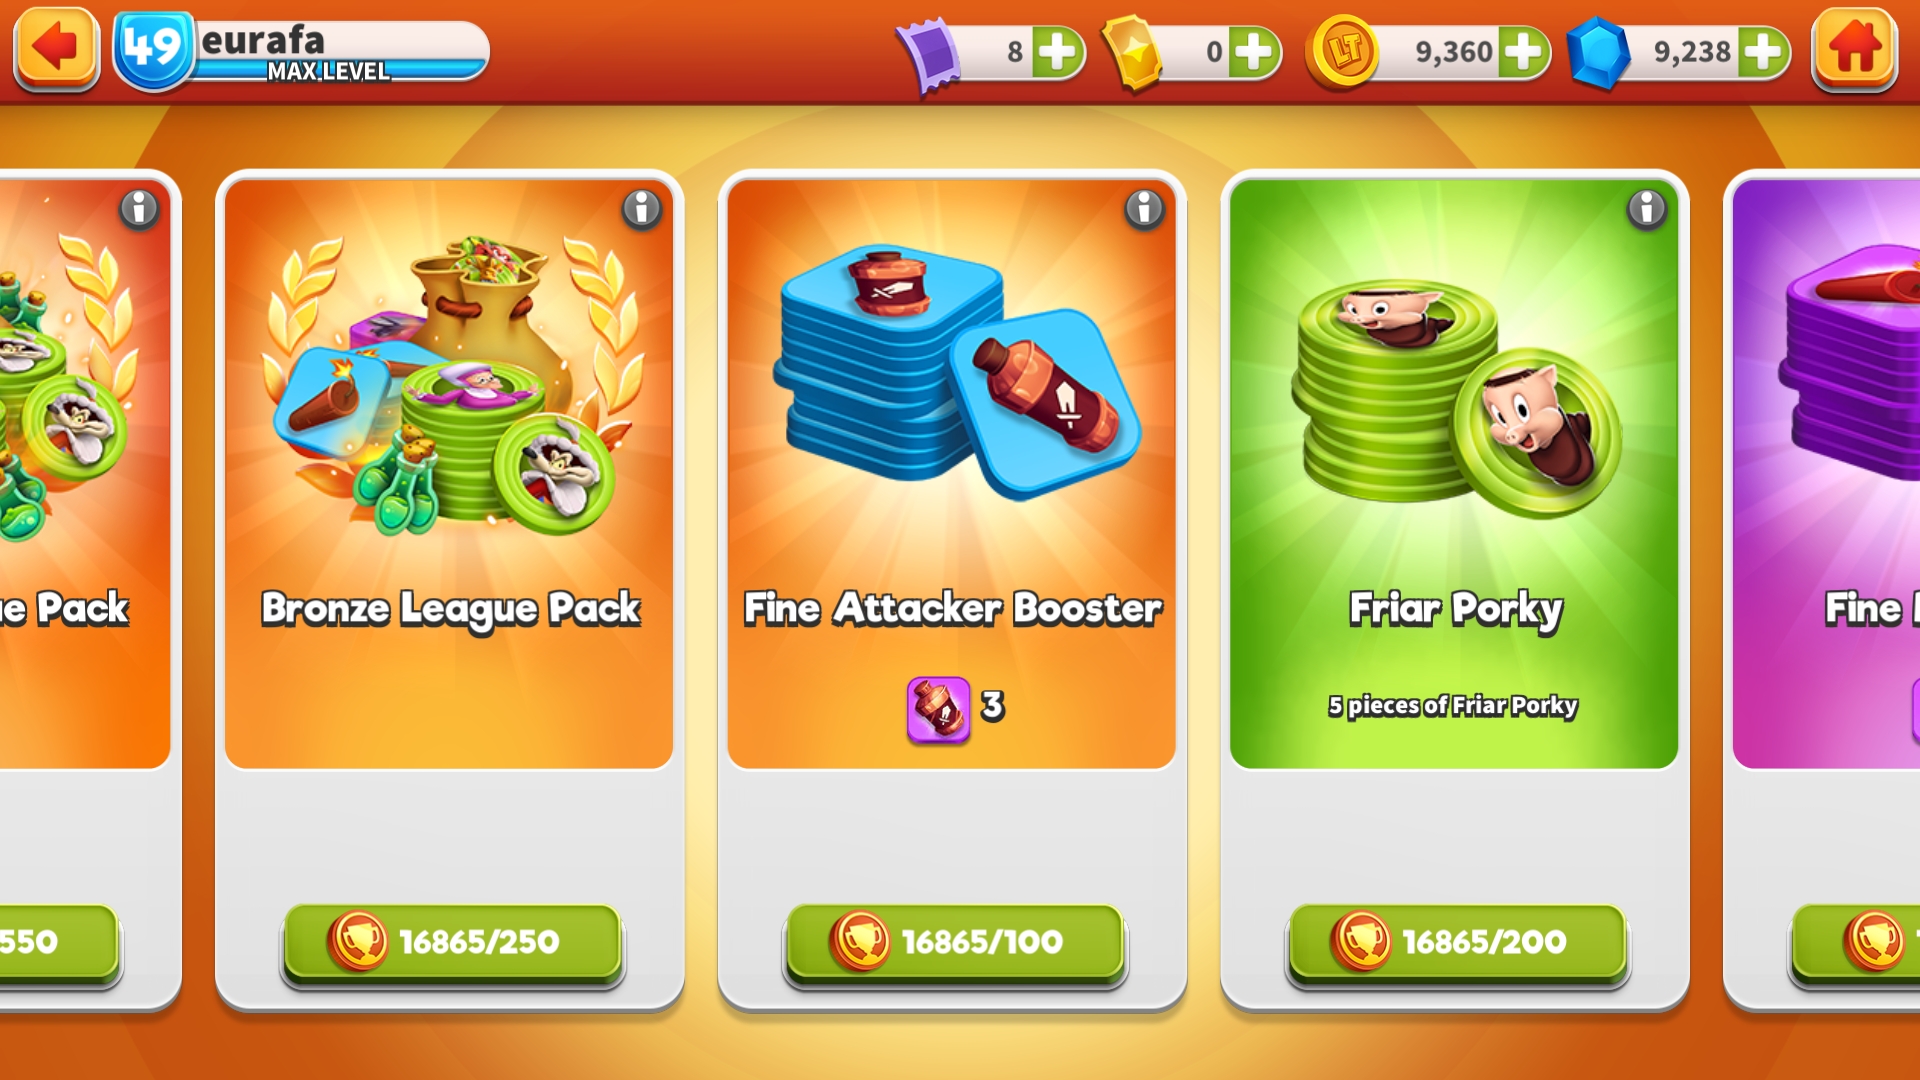 49
eurafa
MAX LEVEL
8
0
LT
9,360
9,238
Pack
Bronze League Pack
Fine Attacker Booster
Friar Porky
Fine
3
5 pieces of Friar Porky
550
16865/250
16865/100
16865/200